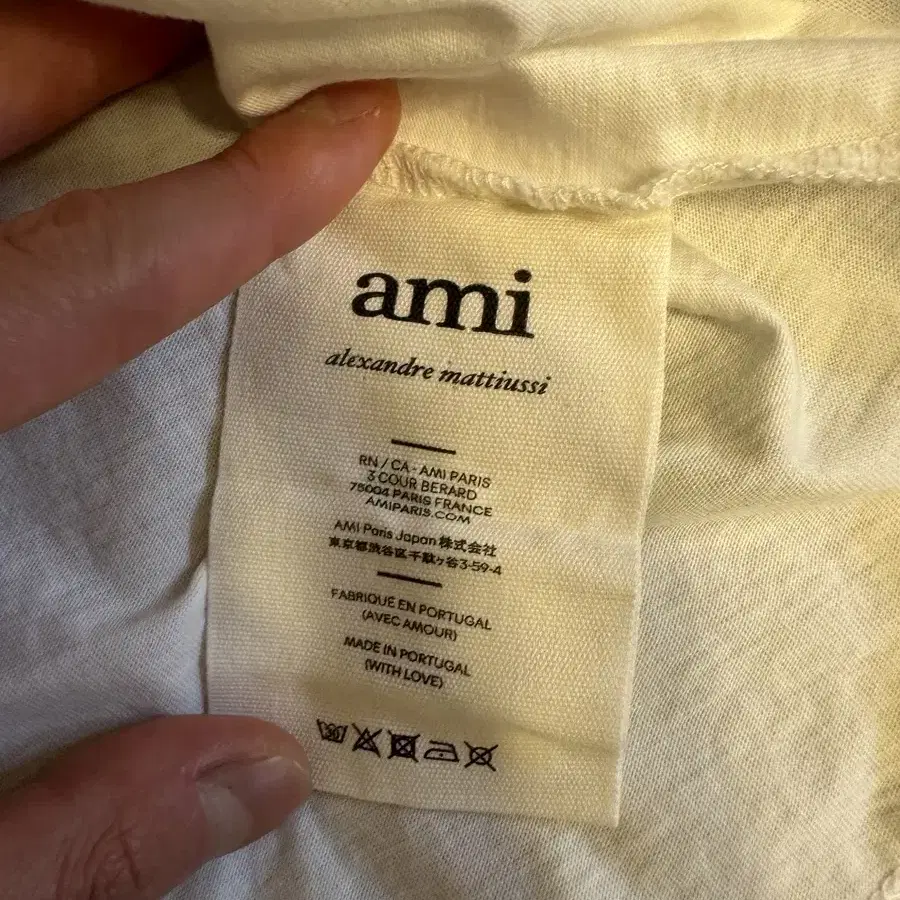 ami
alexandre mattiussi
RN / CA - AMI PARIS
3 COUR BERARD
75004 PARIS FRANCE
AMIPARIS.COM
AMI Paris Japan 株式会社
東京都渋谷区千駄ヶ谷3-59-4
FABRIQUE EN PORTUGAL
(AVEC AMOUR)
MADE IN PORTUGAL
(WITH LOVE)
30